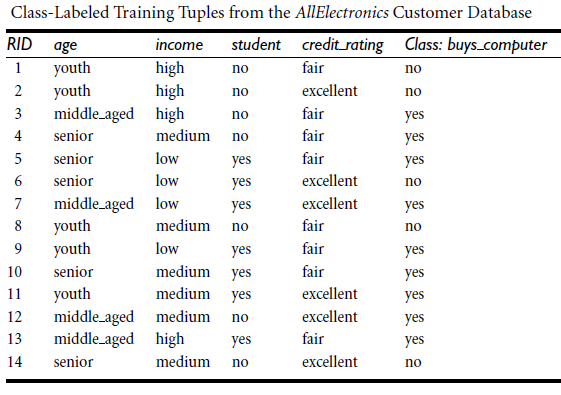 Class-Labeled Training Tuples from the AllElectronics Customer Database
RID age income student credit_rating Class: buys_computer
1 youth high no fair no
2 youth high no excellent no
3 middle_aged high no fair yes
4 senior medium no fair yes
5 senior low yes fair yes
6 senior low yes excellent no
7 middle_aged low yes excellent yes
8 youth medium no fair no
9 youth low yes fair yes
10 senior medium yes fair yes
11 youth medium yes excellent yes
12 middle_aged medium no excellent yes
13 middle_aged high yes fair yes
14 senior medium no excellent no